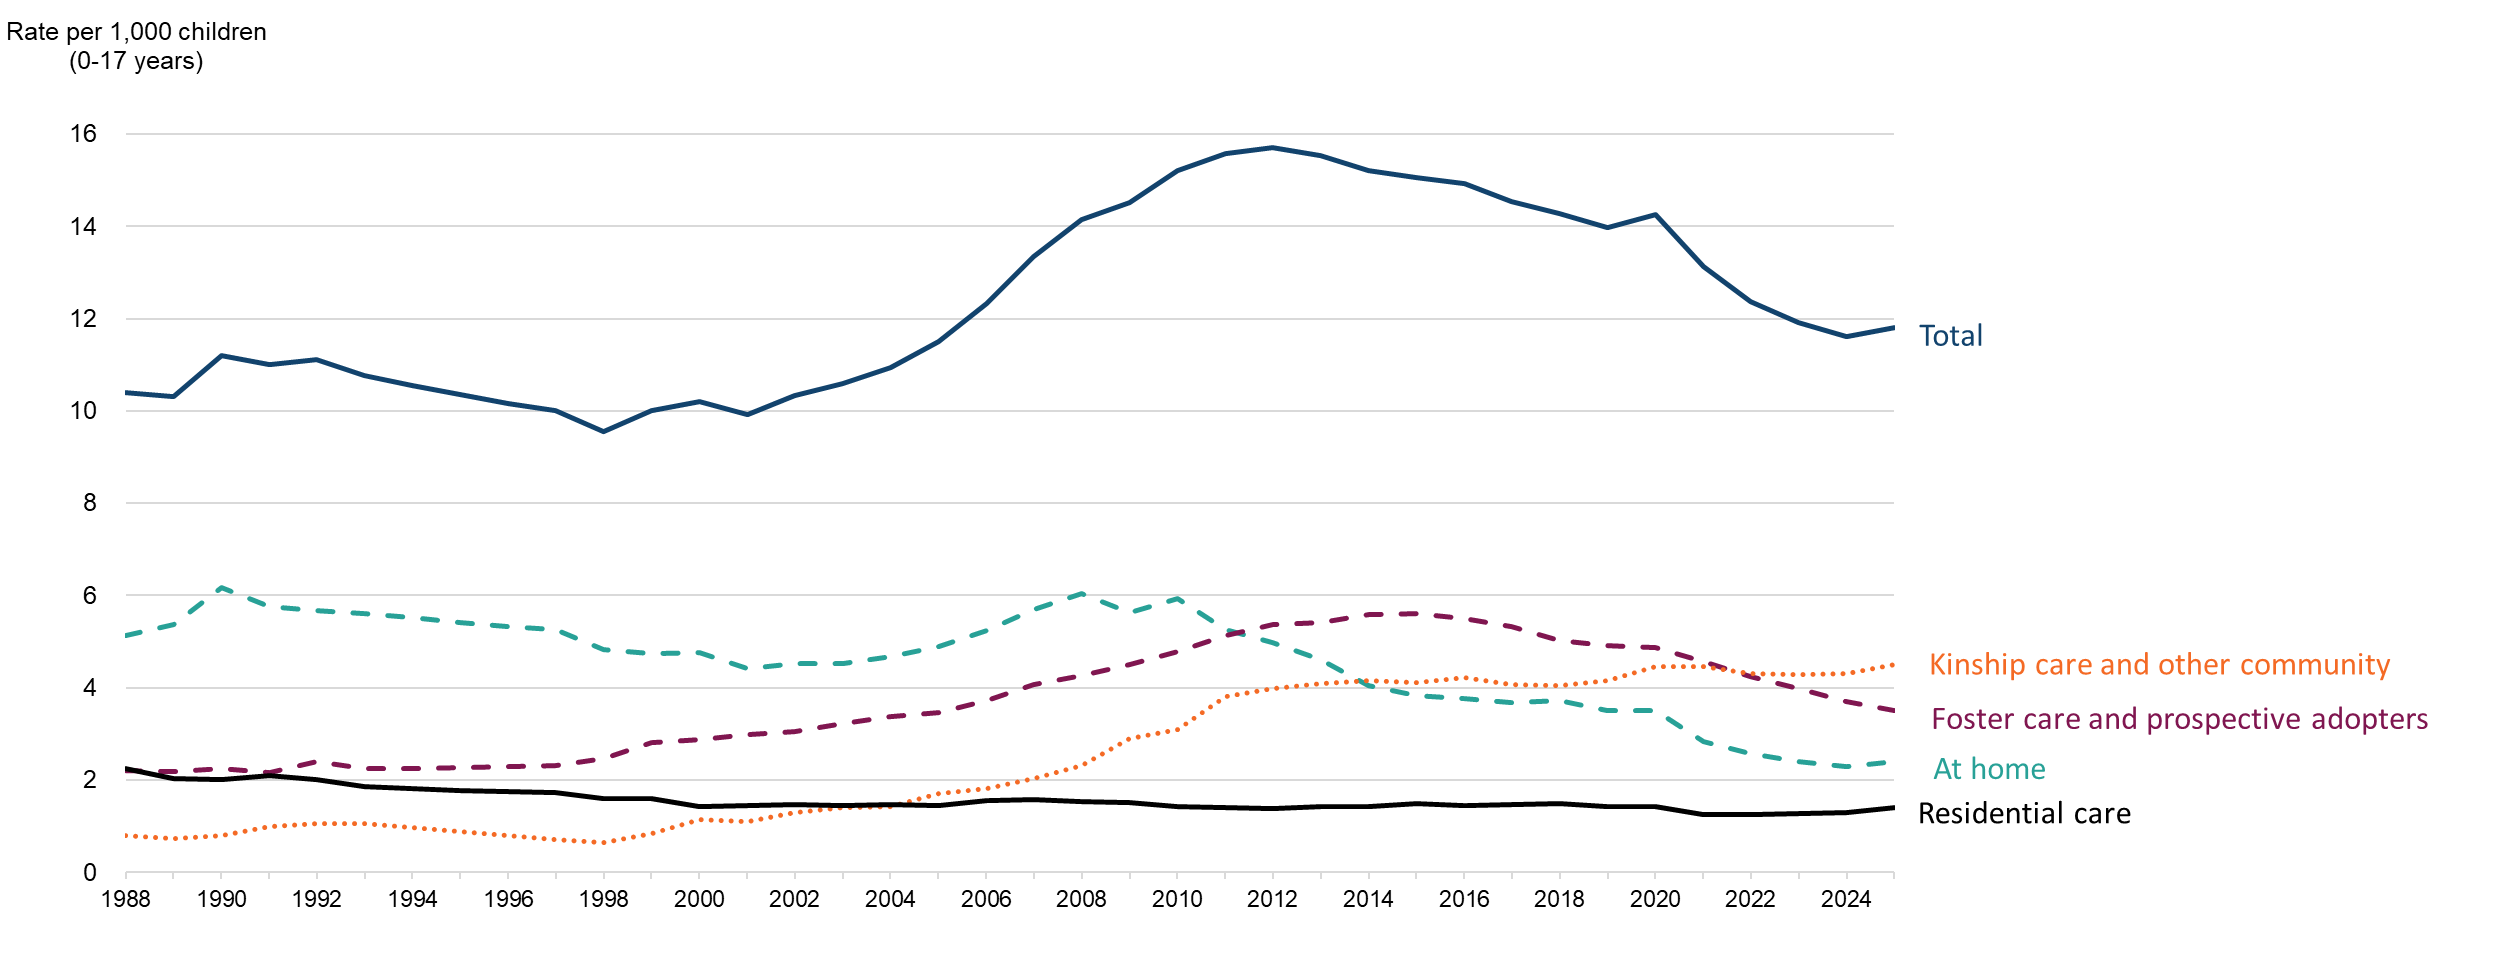 Rate per 1,000 children
(0-17 years)
16
14
12
Total
10
8
6
Kinship care and other community
4
Foster care and prospective adopters
At home
2
Residential care
0
1988 1990 1992 1994 1996 1998 2000 2002 2004 2006 2008 2010 2012 2014 2016 2018 2020 2022 2024